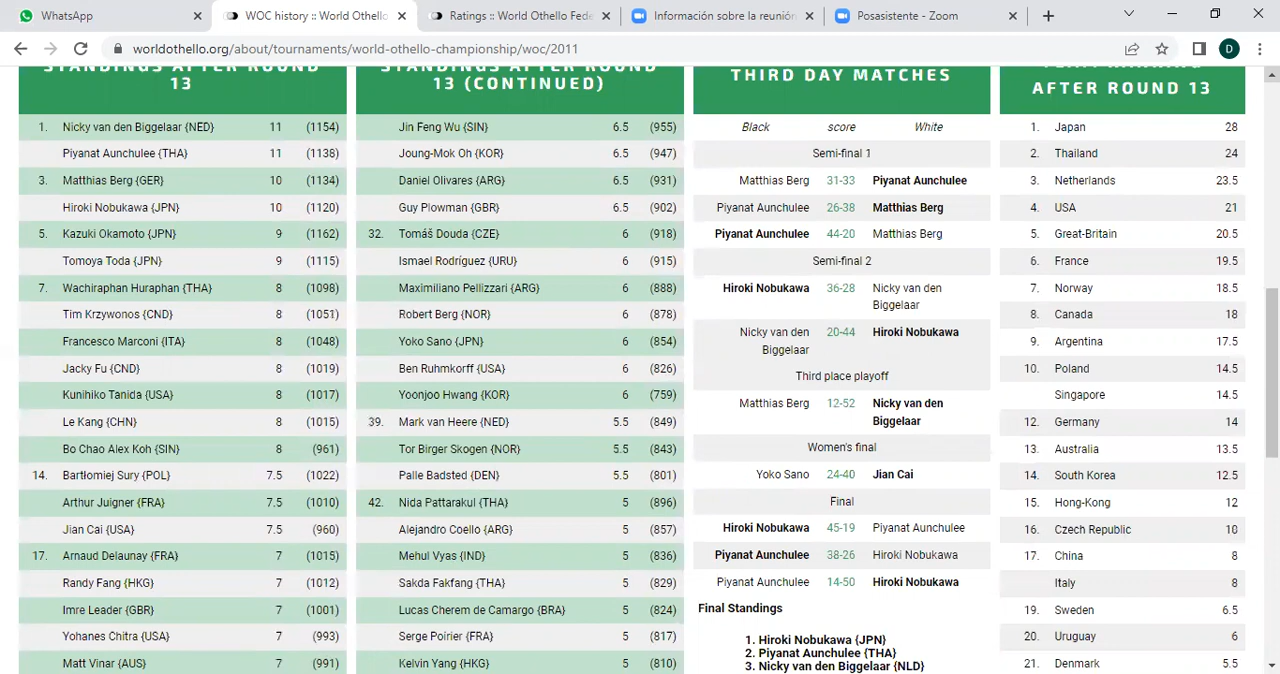 WhatsApp
WOC history :: World Othello
Ratings :: World Othello Fede
Información sobre la reunión
Posasistente - Zoom
worldothello.org/about/tournaments/world-othello-championship/woc/2011
D
STANDINGS AFTER ROUND
13
1. Nicky van den Biggelaar {NED} 11 (1154)
Piyanat Aunchulee {THA} 11 (1138)
3. Matthias Berg {GER} 10 (1134)
Hiroki Nobukawa {JPN} 10 (1120)
5. Kazuki Okamoto {JPN} 9 (1162)
Tomoya Toda {JPN} 9 (1115)
7. Wachiraphan Huraphan {THA} 8 (1098)
Tim Krzywonos {CND} 8 (1051)
Francesco Marconi {ITA} 8 (1048)
Jacky Fu {CND} 8 (1019)
Kunihiko Tanida {USA} 8 (1017)
Le Kang {CHN} 8 (1015)
Bo Chao Alex Koh {SIN} 8 (961)
14. Bartłomiej Sury {POL} 7.5 (1022)
Arthur Juigner {FRA} 7.5 (1010)
Jian Cai {USA} 7.5 (960)
17. Arnaud Delaunay {FRA} 7 (1015)
Randy Fang {HKG} 7 (1012)
Imre Leader {GBR} 7 (1001)
Yohanes Chitra {USA} 7 (993)
Matt Vinar {AUS} 7 (991)
STANDINGS AFTER ROUND
13 (CONTINUED)
Jin Feng Wu {SIN} 6.5 (955)
Joung-Mok Oh {KOR} 6.5 (947)
Daniel Olivares {ARG} 6.5 (931)
Guy Plowman {GBR} 6.5 (902)
32. Tomáš Douda {CZE} 6 (918)
Ismael Rodríguez {URU} 6 (915)
Maximiliano Pellizzari {ARG} 6 (888)
Robert Berg {NOR} 6 (878)
Yoko Sano {JPN} 6 (854)
Ben Ruhmkorff {USA} 6 (826)
Yoonjoo Hwang {KOR} 6 (759)
39. Mark van Heere {NED} 5.5 (849)
Tor Birger Skogen {NOR} 5.5 (843)
Palle Badsted {DEN} 5.5 (801)
42. Nida Pattarakul {THA} 5 (896)
Alejandro Coello {ARG} 5 (857)
Mehul Vyas {IND} 5 (836)
Sakda Fakfang {THA} 5 (829)
Lucas Cherem de Camargo {BRA} 5 (824)
Serge Poirier {FRA} 5 (817)
Kelvin Yang {HKG} 5 (810)
THIRD DAY MATCHES
Black score White
Semi-final 1
Matthias Berg 31-33 Piyanat Aunchulee
Piyanat Aunchulee 26-38 Matthias Berg
Piyanat Aunchulee 44-20 Matthias Berg
Semi-final 2
Hiroki Nobukawa 36-28 Nicky van den
Biggelaar
Nicky van den 20-44 Hiroki Nobukawa
Biggelaar
Third place playoff
Matthias Berg 12-52 Nicky van den
Biggelaar
Women's final
Yoko Sano 24-40 Jian Cai
Final
Hiroki Nobukawa 45-19 Piyanat Aunchulee
Piyanat Aunchulee 38-26 Hiroki Nobukawa
Piyanat Aunchulee 14-50 Hiroki Nobukawa
Final Standings
1. Hiroki Nobukawa {JPN}
2. Piyanat Aunchulee {THA}
3. Nicky van den Biggelaar {NLD}
AFTER ROUND 13
1. Japan 28
2. Thailand 24
3. Netherlands 23.5
4. USA 21
5. Great-Britain 20.5
6. France 19.5
7. Norway 18.5
8. Canada 18
9. Argentina 17.5
10. Poland 14.5
Singapore 14.5
12. Germany 14
13. Australia 13.5
14. South Korea 12.5
15. Hong-Kong 12
16. Czech Republic 10
17. China 8
Italy 8
19. Sweden 6.5
20. Uruguay 6
21. Denmark 5.5